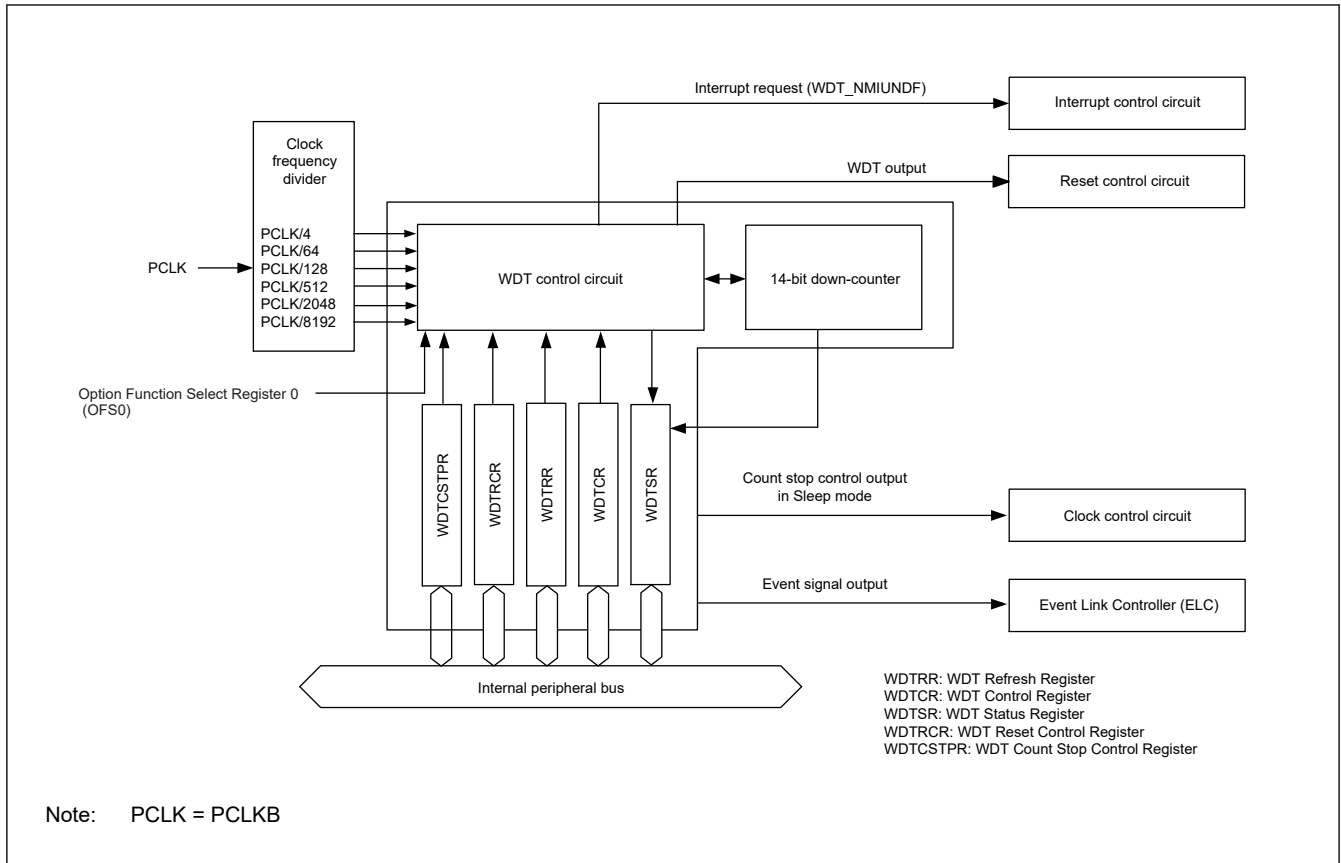 Interrupt request (WDT_NMIUNDF)
Interrupt control circuit
Clock
frequency
divider
WDT output
Reset control circuit
PCLK/4
PCLK/64
PCLK/128
PCLK/512
PCLK/2048
PCLK/8192
PCLK
WDT control circuit
14-bit down-counter
Option Function Select Register 0
(OFS0)
WDTCSTPR
WDTRCR
WDTRR
WDTCR
WDTSR
Count stop control output
in Sleep mode
Clock control circuit
Event signal output
Event Link Controller (ELC)
Internal peripheral bus
WDTRR: WDT Refresh Register
WDTCR: WDT Control Register
WDTSR: WDT Status Register
WDTRCR: WDT Reset Control Register
WDTCSTPR: WDT Count Stop Control Register
Note: PCLK = PCLKB